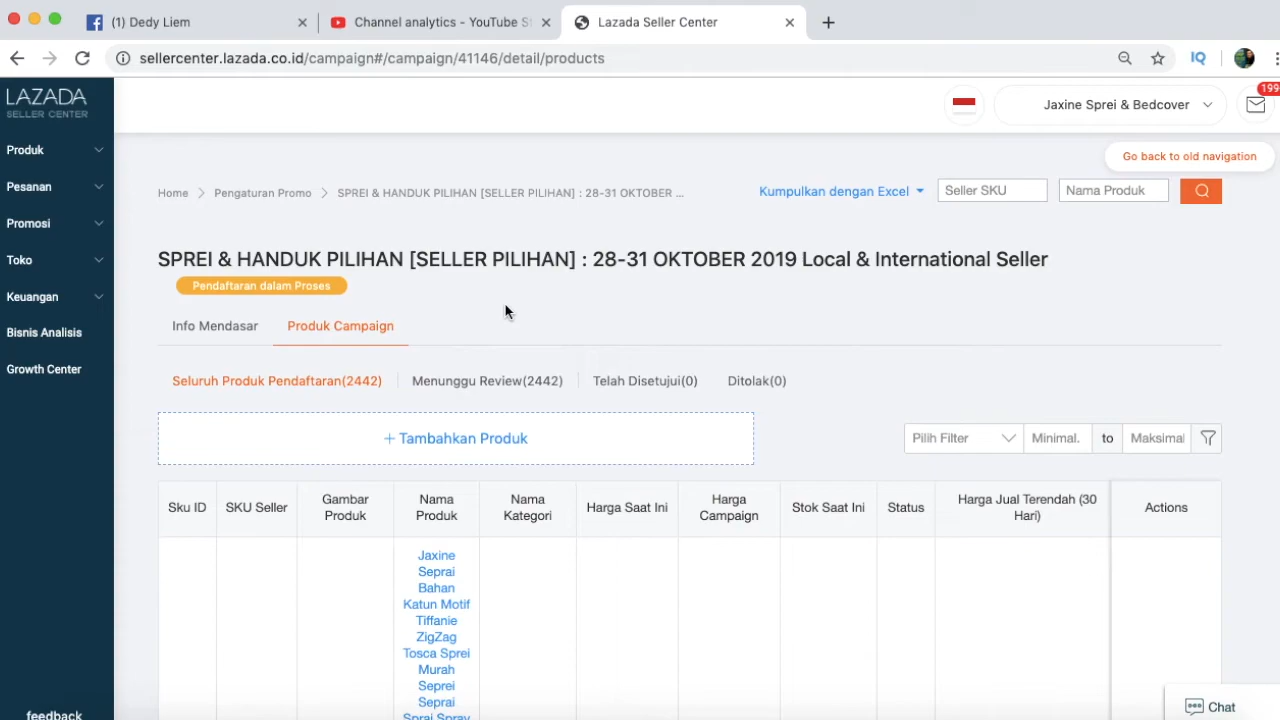 (1) Dedy Liem
Channel analytics - YouTube St
Lazada Seller Center
sellercenter.lazada.co.id/campaign#/campaign/41146/detail/products
IQ
LAZADA
SELLER CENTER
Jaxine Sprei & Bedcover
199
Go back to old navigation
Produk
Pesanan
Promosi
Toko
Keuangan
Bisnis Analisis
Growth Center
feedback
Home
Pengaturan Promo
SPREI & HANDUK PILIHAN [SELLER PILIHAN] : 28-31 OKTOBER ...
Kumpulkan dengan Excel
Seller SKU
Nama Produk
SPREI & HANDUK PILIHAN [SELLER PILIHAN] : 28-31 OKTOBER 2019 Local & International Seller
Pendaftaran dalam Proses
Info Mendasar
Produk Campaign
Seluruh Produk Pendaftaran(2442)
Menunggu Review(2442)
Telah Disetujui(0)
Ditolak(0)
+ Tambahkan Produk
Pilih Filter
Minimal.
to
Maksimal
Sku ID
SKU Seller
Gambar
Produk
Nama
Produk
Nama
Kategori
Harga Saat Ini
Harga
Campaign
Stok Saat Ini
Status
Harga Jual Terendah (30
Hari)
Actions
Jaxine
Seprai
Bahan
Katun Motif
Tiffanie
ZigZag
Tosca Sprei
Murah
Seprei
Seprai
Sprai Spray
Chat